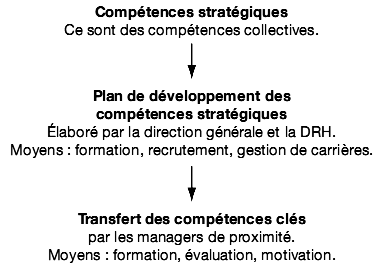 Compétences stratégiques
Ce sont des compétences collectives.
Plan de développement des
compétences stratégiques
Élaboré par la direction générale et la DRH.
Moyens : formation, recrutement, gestion de carrières.
Transfert des compétences clés
par les managers de proximité.
Moyens : formation, évaluation, motivation.